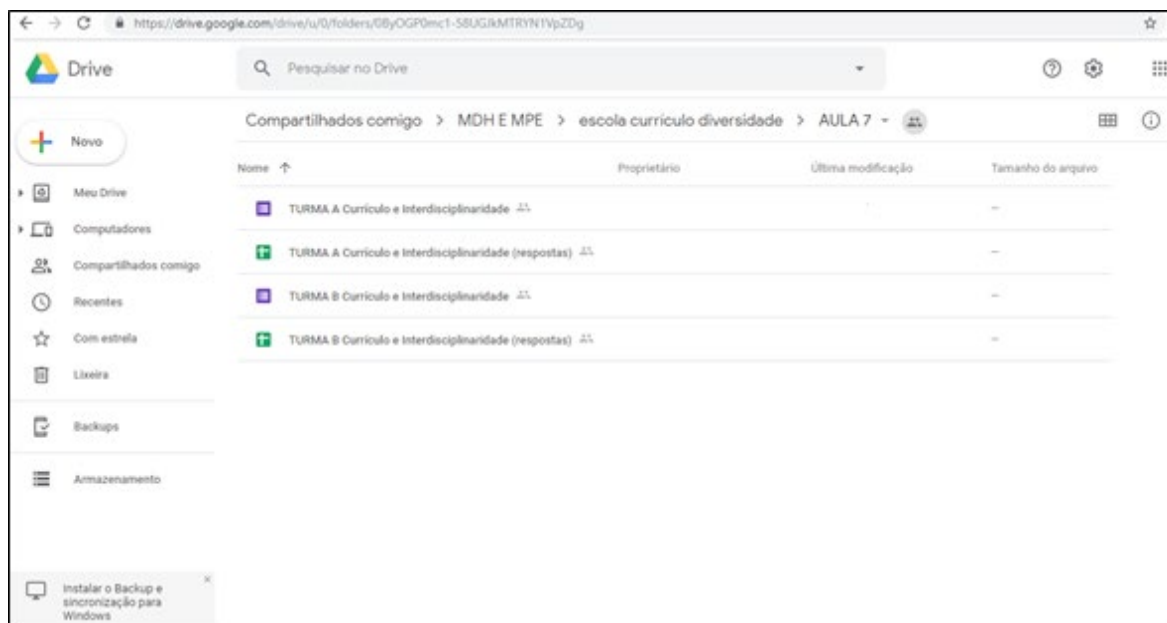 https://drive.google.com/drive/u/0/folders/
Drive
Pesquisar no Drive
Compartilhados comigo > MDH E MPE > escola currículo diversidade > AULA 7
Novo
Nome Proprietário Última modificação Tamanho do arquivo
Meu Drive
TURMA A Currículo e Interdisciplinaridade –
Computadores
TURMA A Currículo e Interdisciplinaridade (respostas) –
Compartilhados comigo
Recentes
TURMA B Currículo e Interdisciplinaridade –
Com estrela
TURMA B Currículo e Interdisciplinaridade (respostas) –
Lixeira
Backups
Armazenamento
Instalar o Backup e
sincronização para
Windows